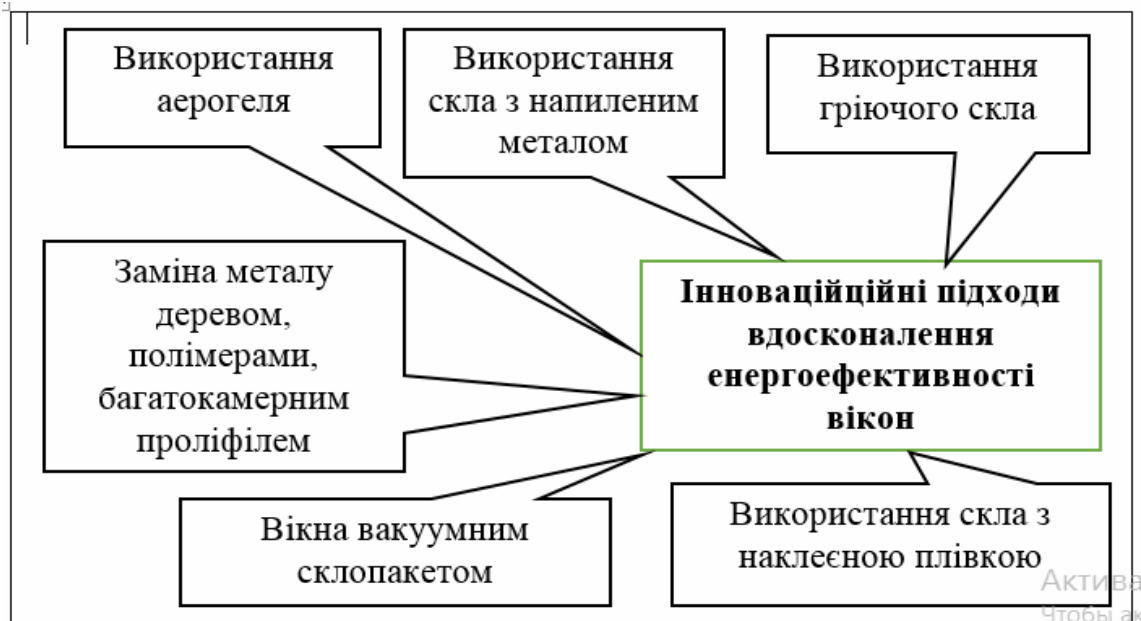 Використання
аерогеля
Використання
скла з напиленим
металом
Використання
гріючого скла
Заміна металу
деревом,
полімерами,
багатокамерним
проліфілем
Інноваційційні підходи
вдосконалення
енергоефективності
вікон
Вікна вакуумним
склопакетом
Використання скла з
наклеєною плівкою
Актива
Чтобы ак